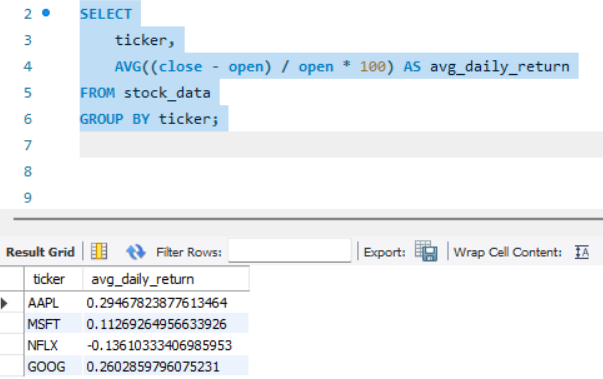 2 SELECT
3 ticker,
4 AVG((close - open) / open * 100) AS avg_daily_return
5 FROM stock_data
6 GROUP BY ticker;
7
8
9
Result Grid Filter Rows: Export: Wrap Cell Content: IA
ticker avg_daily_return
AAPL 0.29467823877613464
MSFT 0.11269264956633926
NFLX -0.13610333406985953
GOOG 0.2602859796075231